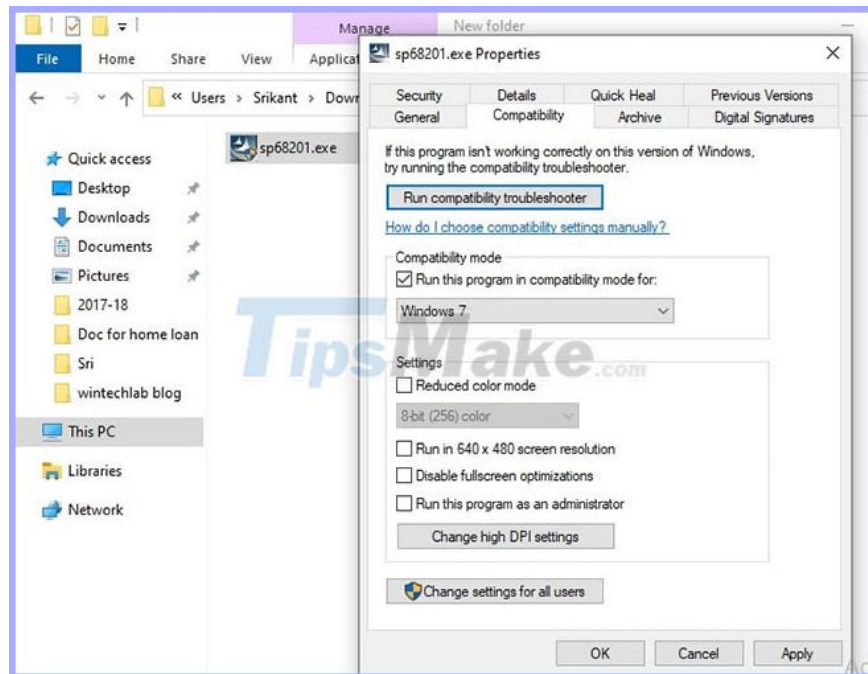 Manage New folder
File Home Share View Applicat
« Users › Srikant › Dow
sp68201.exe
Quick access
Desktop
Downloads
Documents
Pictures
2017-18
Doc for home loan
Sri
wintechlab blog
This PC
Libraries
Network
sp68201.exe Properties
Security Details Quick Heal Previous Versions
General Compatibility Archive Digital Signatures
If this program isn't working correctly on this version of Windows,
try running the compatibility troubleshooter.
Run compatibility troubleshooter
How do I choose compatibility settings manually?
Compatibility mode
Run this program in compatibility mode for:
Windows 7
TipsMake.com
Settings
Reduced color mode
8-bit (256) color
Run in 640 x 480 screen resolution
Disable fullscreen optimizations
Run this program as an administrator
Change high DPI settings
Change settings for all users
OK Cancel Apply
Ac